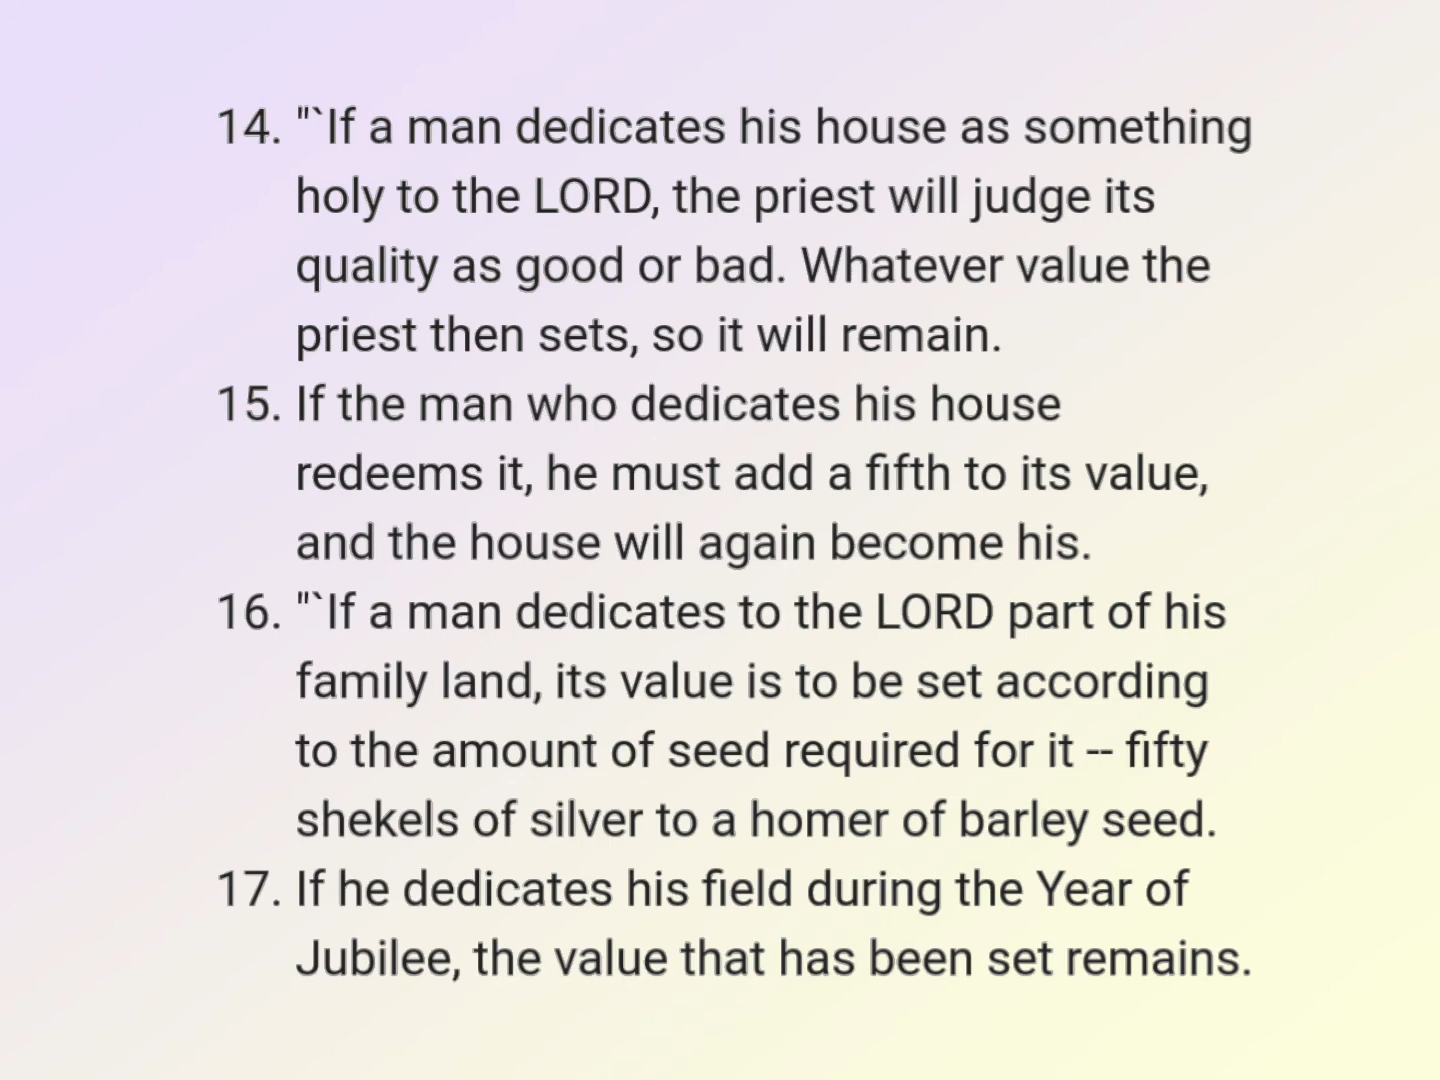 14. "`If a man dedicates his house as something
holy to the LORD, the priest will judge its
quality as good or bad. Whatever value the
priest then sets, so it will remain.
15. If the man who dedicates his house
redeems it, he must add a fifth to its value,
and the house will again become his.
16. "`If a man dedicates to the LORD part of his
family land, its value is to be set according
to the amount of seed required for it -- fifty
shekels of silver to a homer of barley seed.
17. If he dedicates his field during the Year of
Jubilee, the value that has been set remains.